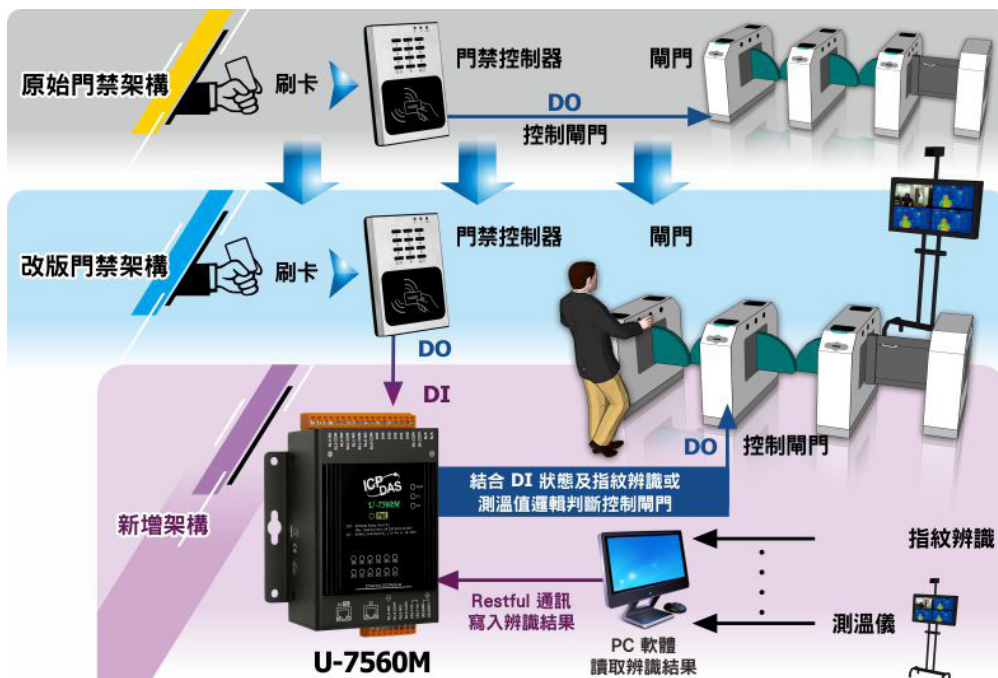 原始門禁架構
刷卡
門禁控制器
閘門
DO
控制閘門
改版門禁架構
刷卡
門禁控制器
閘門
DO
DI
新增架構
ICP DAS
U-7560M
PoE
結合 DI 狀態及指紋辨識或
測溫值邏輯判斷控制閘門
DO
控制閘門
Restful 通訊
寫入辨識結果
PC 軟體
讀取辨識結果
指紋辨識
測溫儀
U-7560M